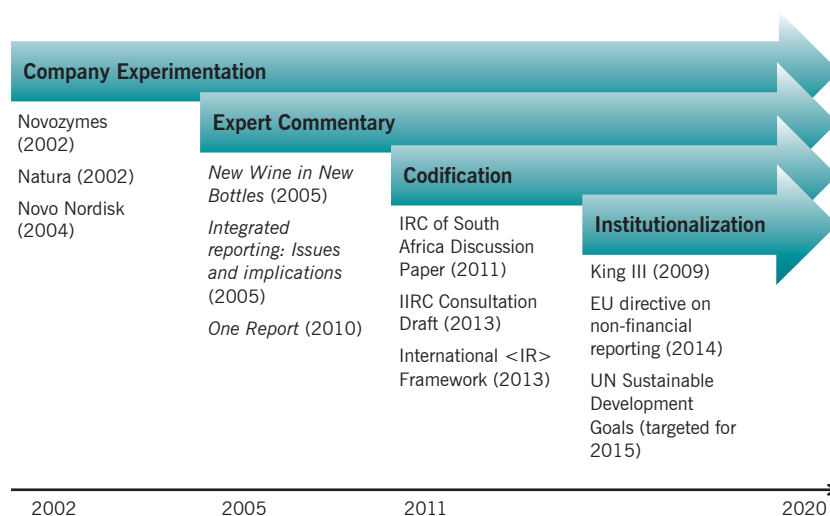 Company Experimentation
Novozymes
(2002)
Natura (2002)
Novo Nordisk
(2004)
Expert Commentary
New Wine in New
Bottles (2005)
Integrated
reporting: Issues
and implications
(2005)
One Report (2010)
Codification
IRC of South
Africa Discussion
Paper (2011)
IIRC Consultation
Draft (2013)
International <IR>
Framework (2013)
Institutionalization
King III (2009)
EU directive on
non-financial
reporting (2014)
UN Sustainable
Development
Goals (targeted for
2015)
2002
2005
2011
2020